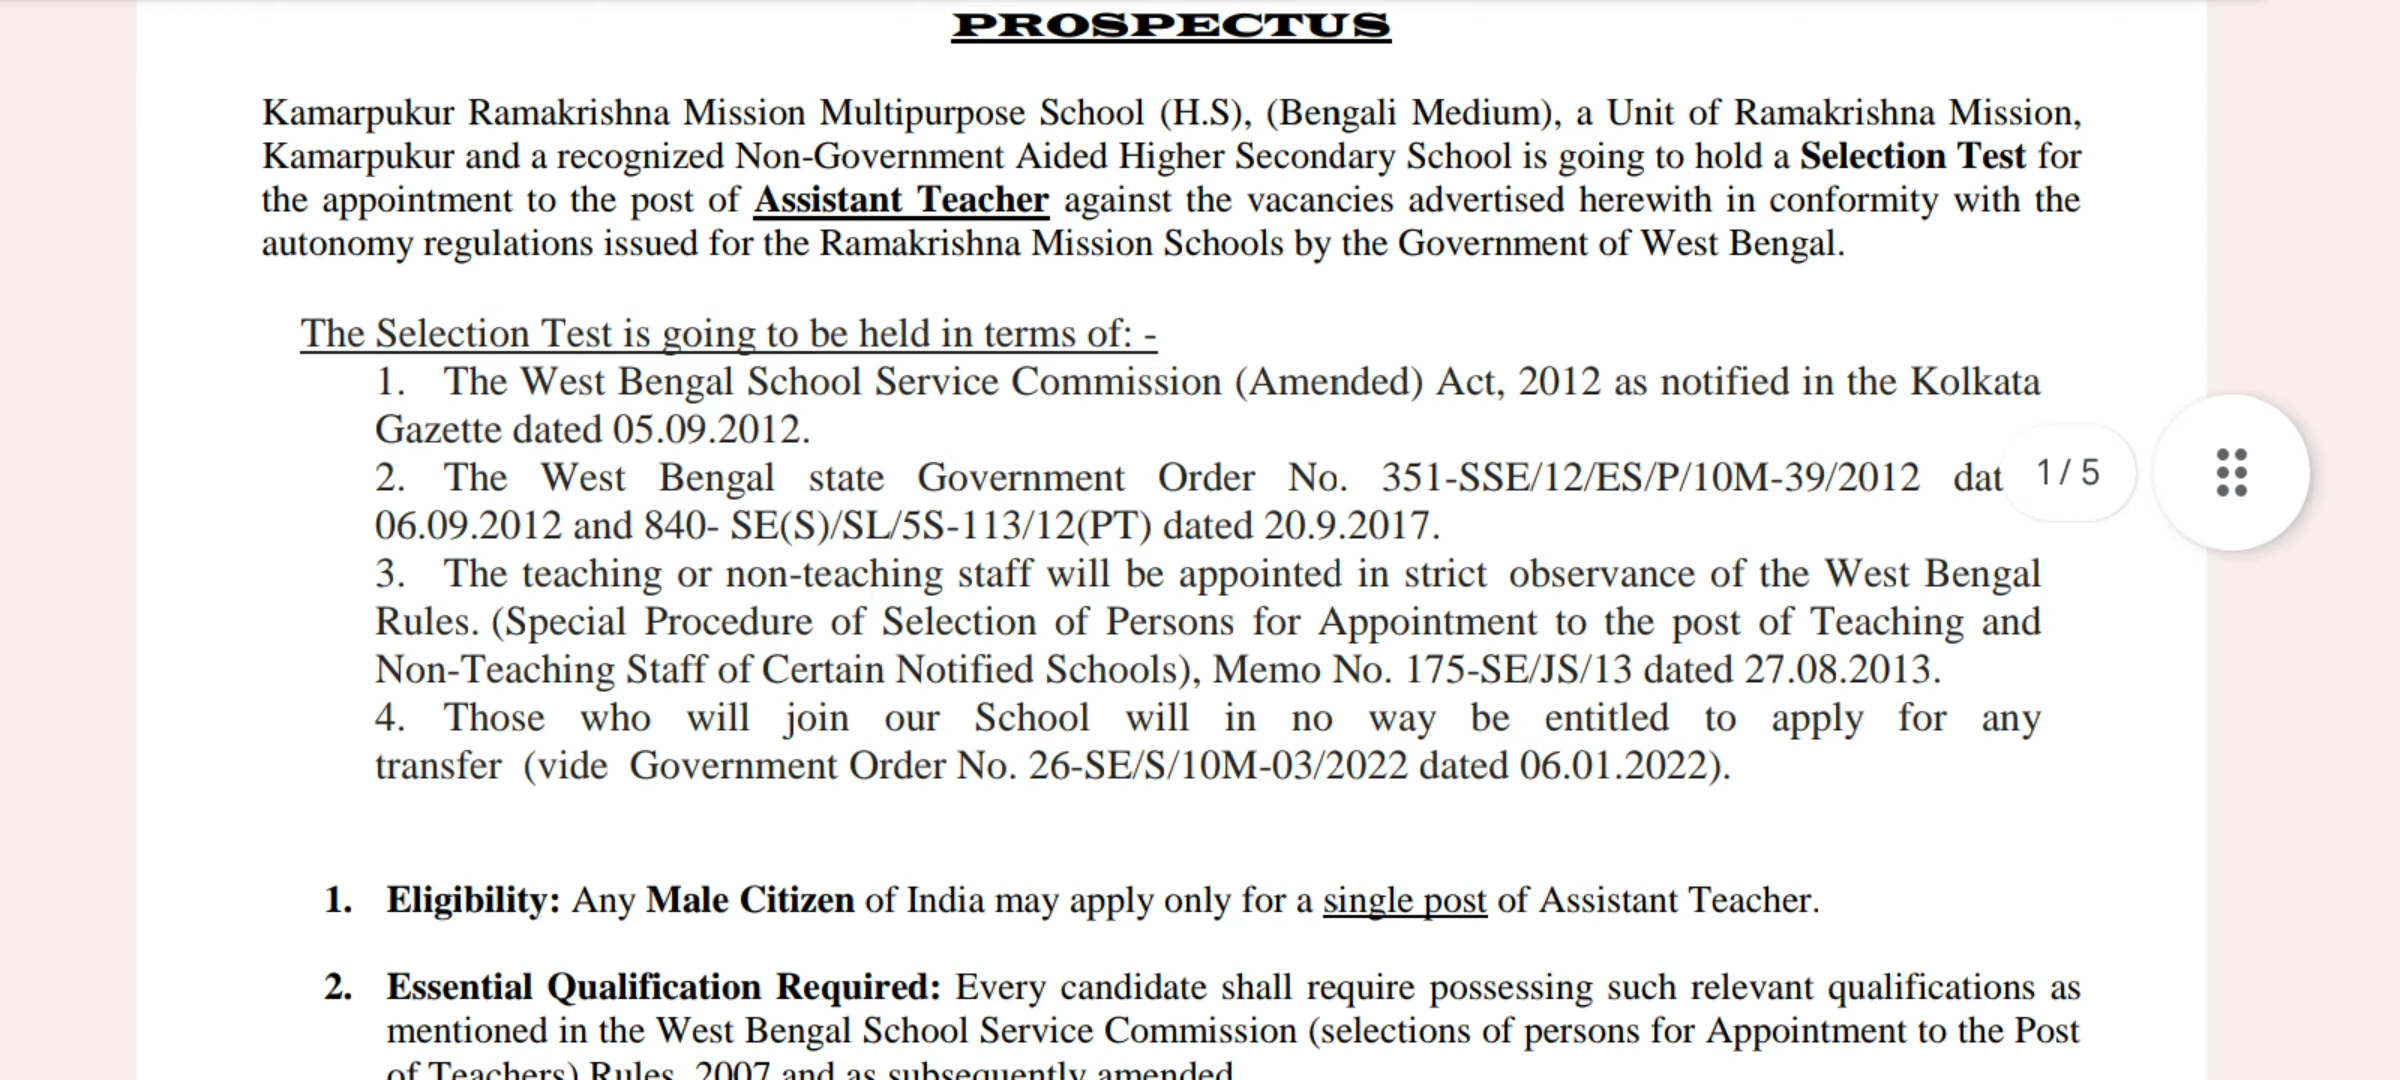 PROSPECTUS
Kamarpukur Ramakrishna Mission Multipurpose School (H.S), (Bengali Medium), a Unit of Ramakrishna Mission,
Kamarpukur and a recognized Non-Government Aided Higher Secondary School is going to hold a Selection Test for
the appointment to the post of Assistant Teacher against the vacancies advertised herewith in conformity with the
autonomy regulations issued for the Ramakrishna Mission Schools by the Government of West Bengal.
The Selection Test is going to be held in terms of: -
1. The West Bengal School Service Commission (Amended) Act, 2012 as notified in the Kolkata
Gazette dated 05.09.2012.
2. The West Bengal state Government Order No. 351-SSE/12/ES/P/10M-39/2012 dat
1 / 5
06.09.2012 and 840- SE(S)/SL/5S-113/12(PT) dated 20.9.2017.
3. The teaching or non-teaching staff will be appointed in strict observance of the West Bengal
Rules. (Special Procedure of Selection of Persons for Appointment to the post of Teaching and
Non-Teaching Staff of Certain Notified Schools), Memo No. 175-SE/JS/13 dated 27.08.2013.
4. Those who will join our School will in no way be entitled to apply for any
transfer (vide Government Order No. 26-SE/S/10M-03/2022 dated 06.01.2022).
1. Eligibility: Any Male Citizen of India may apply only for a single post of Assistant Teacher.
2. Essential Qualification Required: Every candidate shall require possessing such relevant qualifications as
mentioned in the West Bengal School Service Commission (selections of persons for Appointment to the Post
of Teachers) Rules, 2007 and as subsequently amended